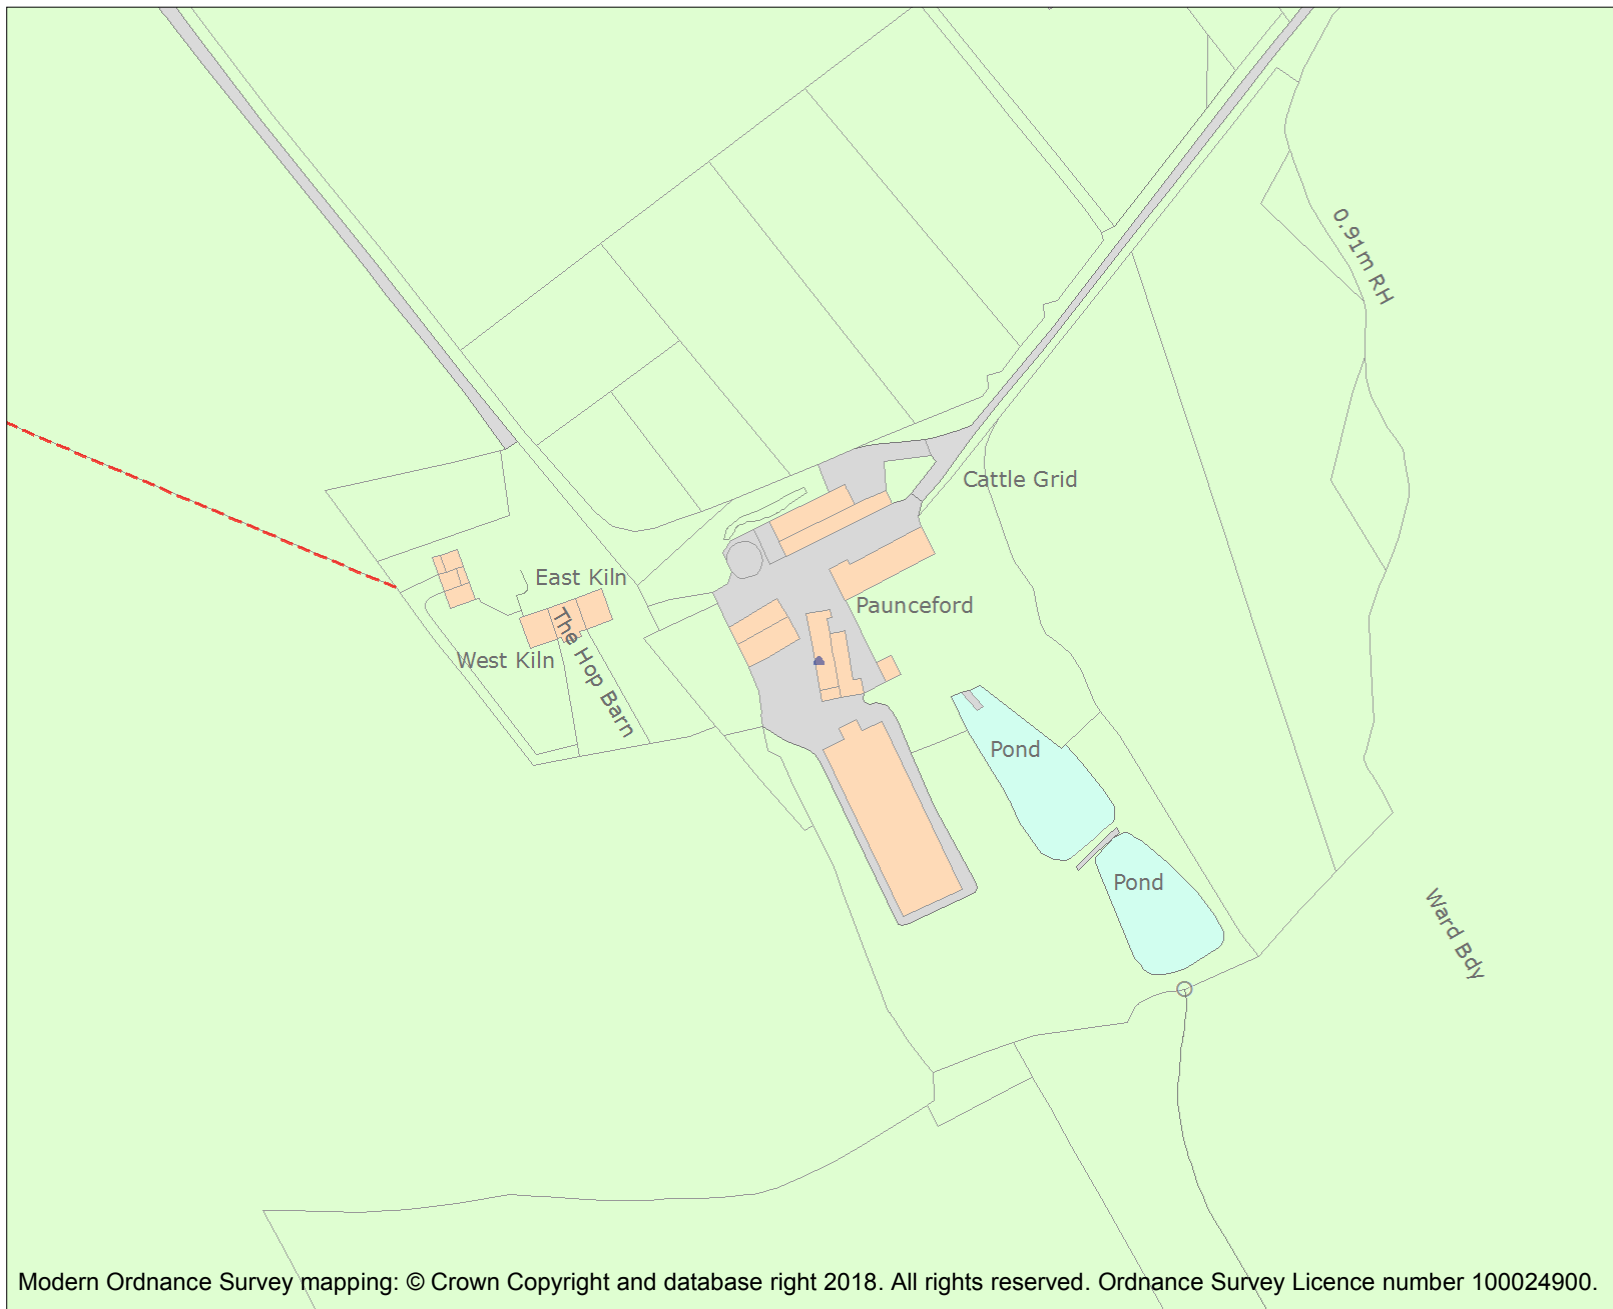 0.91m RH
Cattle Grid
East Kiln
Paunceford
The Hop Barn
West Kiln
Pond
Pond
Ward Bdy
Modern Ordnance Survey mapping: © Crown Copyright and database right 2018. All rights reserved. Ordnance Survey Licence number 100024900.